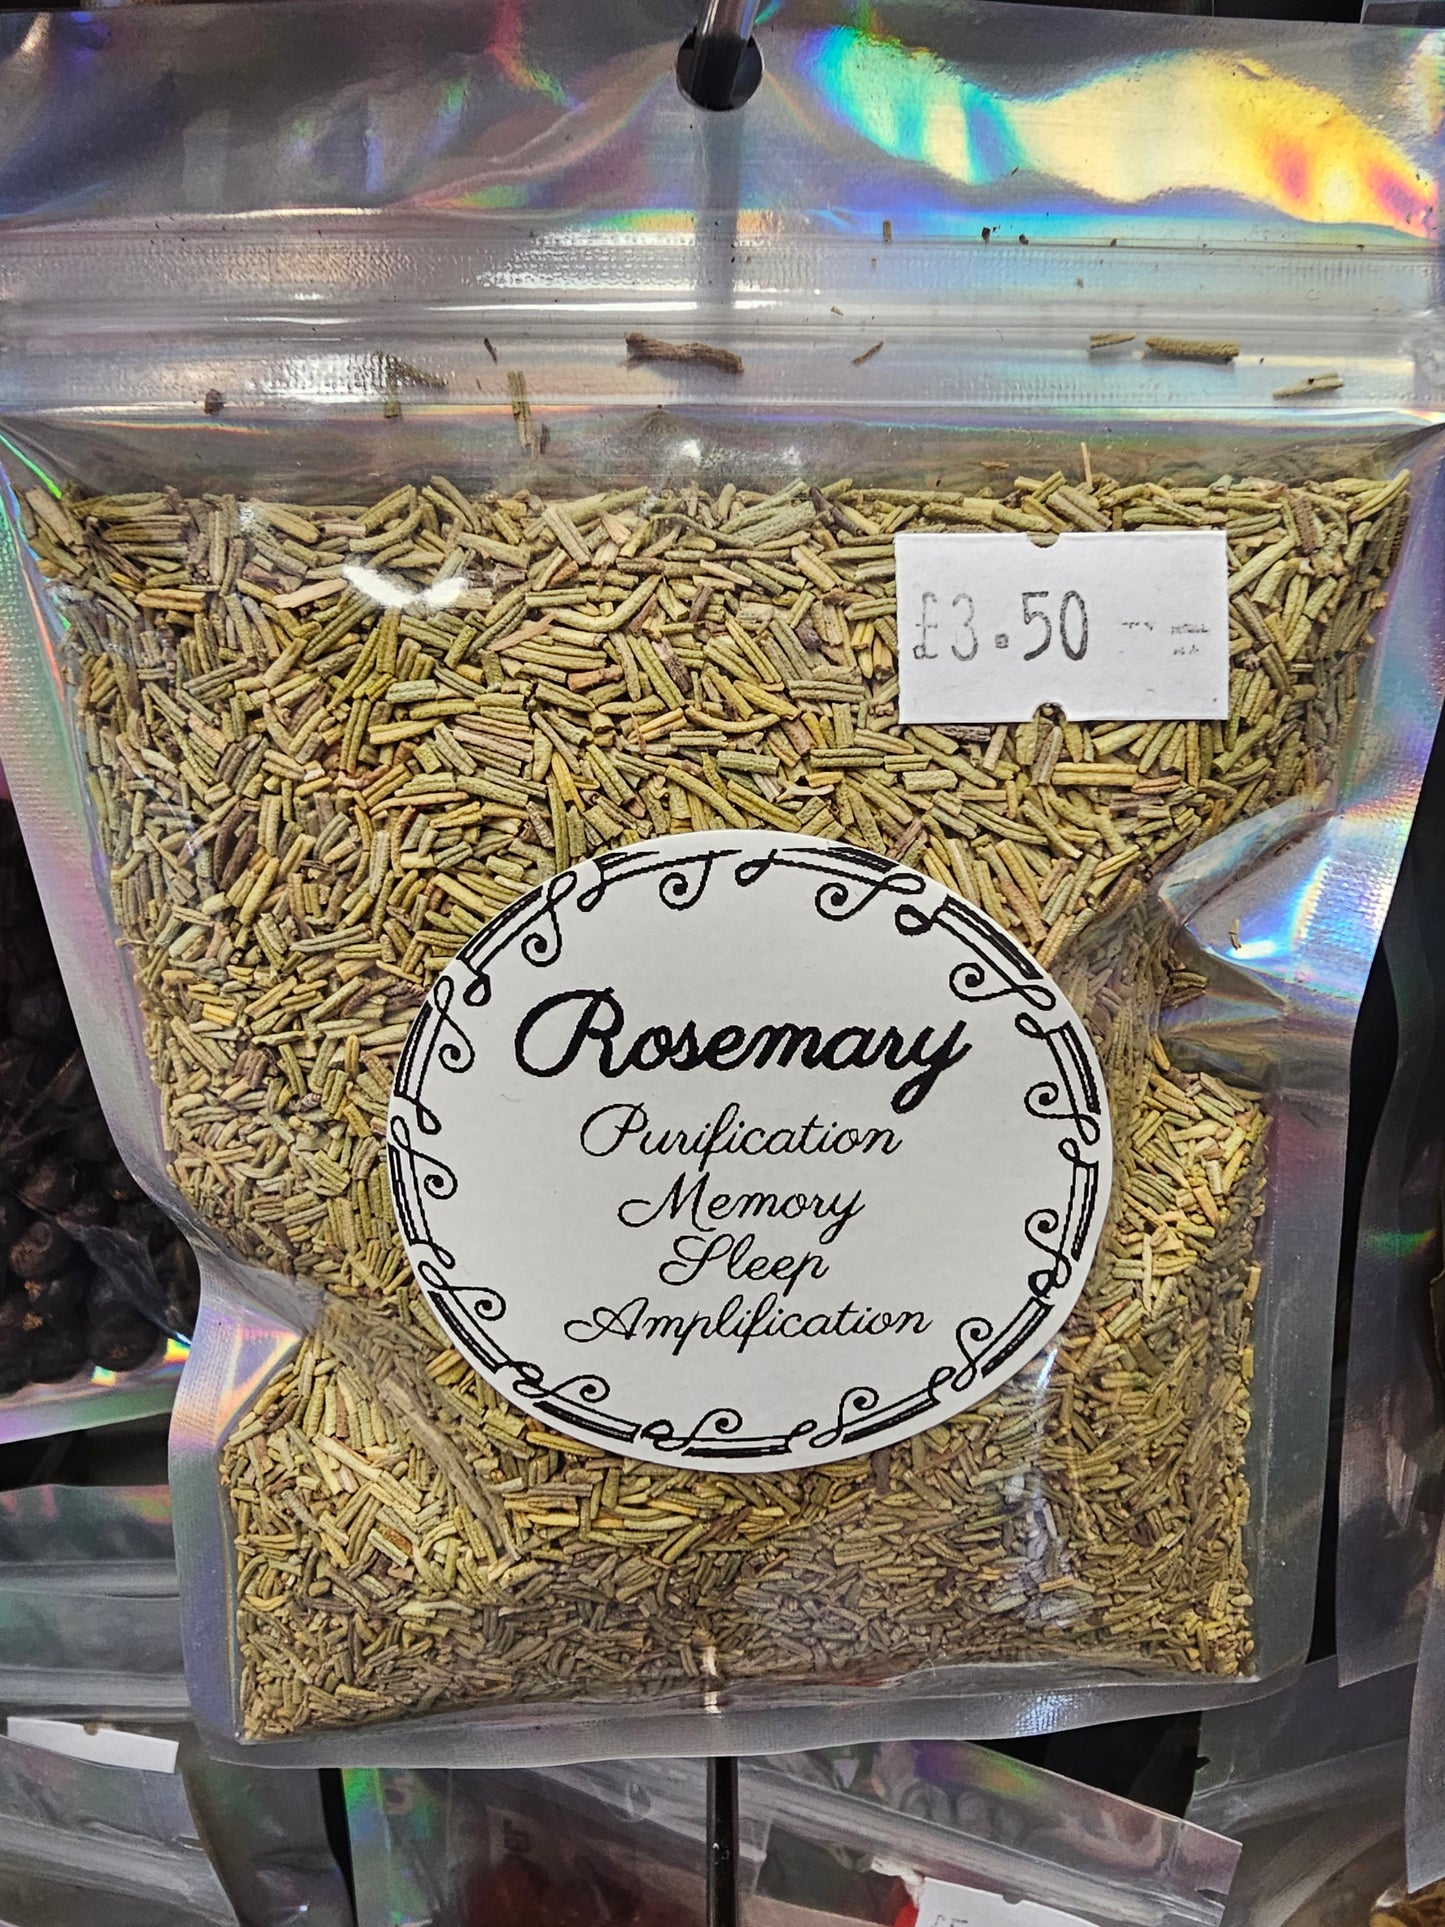 £3.50
Rosemary
Purification
Memory
Sleep
Amplification